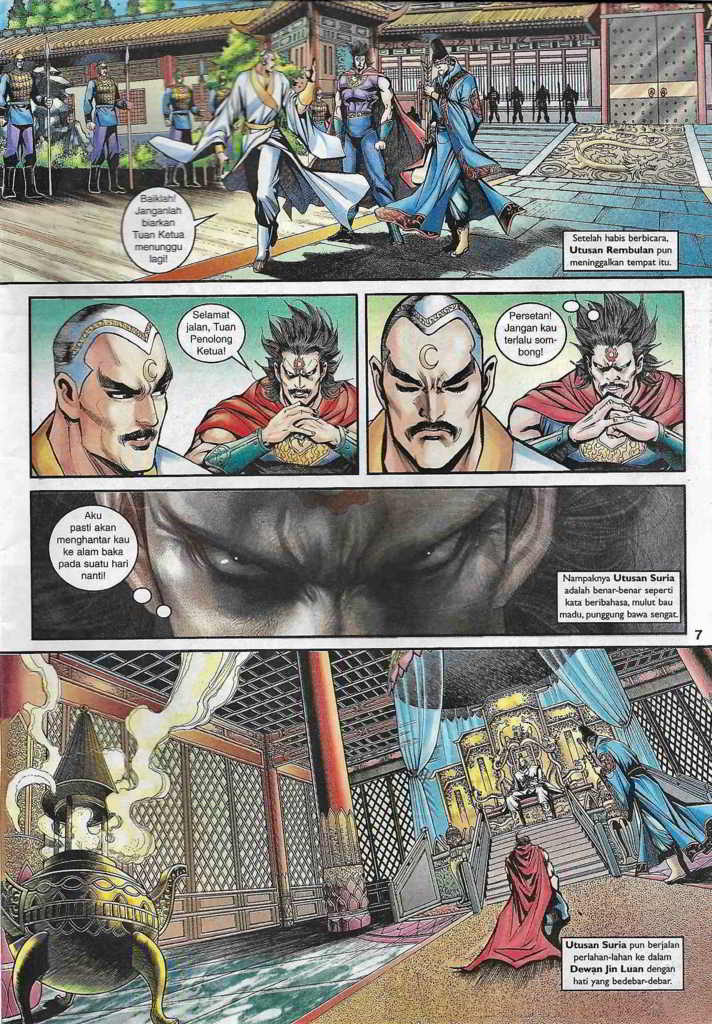 Baiklah!
Janganlah
biarkan
Tuan Ketua
menunggu
lagi!
Setelah habis berbicara,
Utusan Rembulan pun
meninggalkan tempat itu.
Selamat
jalan, Tuan
Penolong
Ketua!
Persetan!
Jangan kau
terlalu som-
bong!
Aku
pasti akan
menghantar kau
ke alam baka
pada suatu hari
nanti!
Nampaknya Utusan Suria
adalah benar-benar seperti
kata beribahasa, mulut bau
madu, punggung bawa sengat.
7
Utusan Suria pun berjalan
perlahan-lahan ke dalam
Dewan Jin Luan dengan
hati yang bedebar-debar.